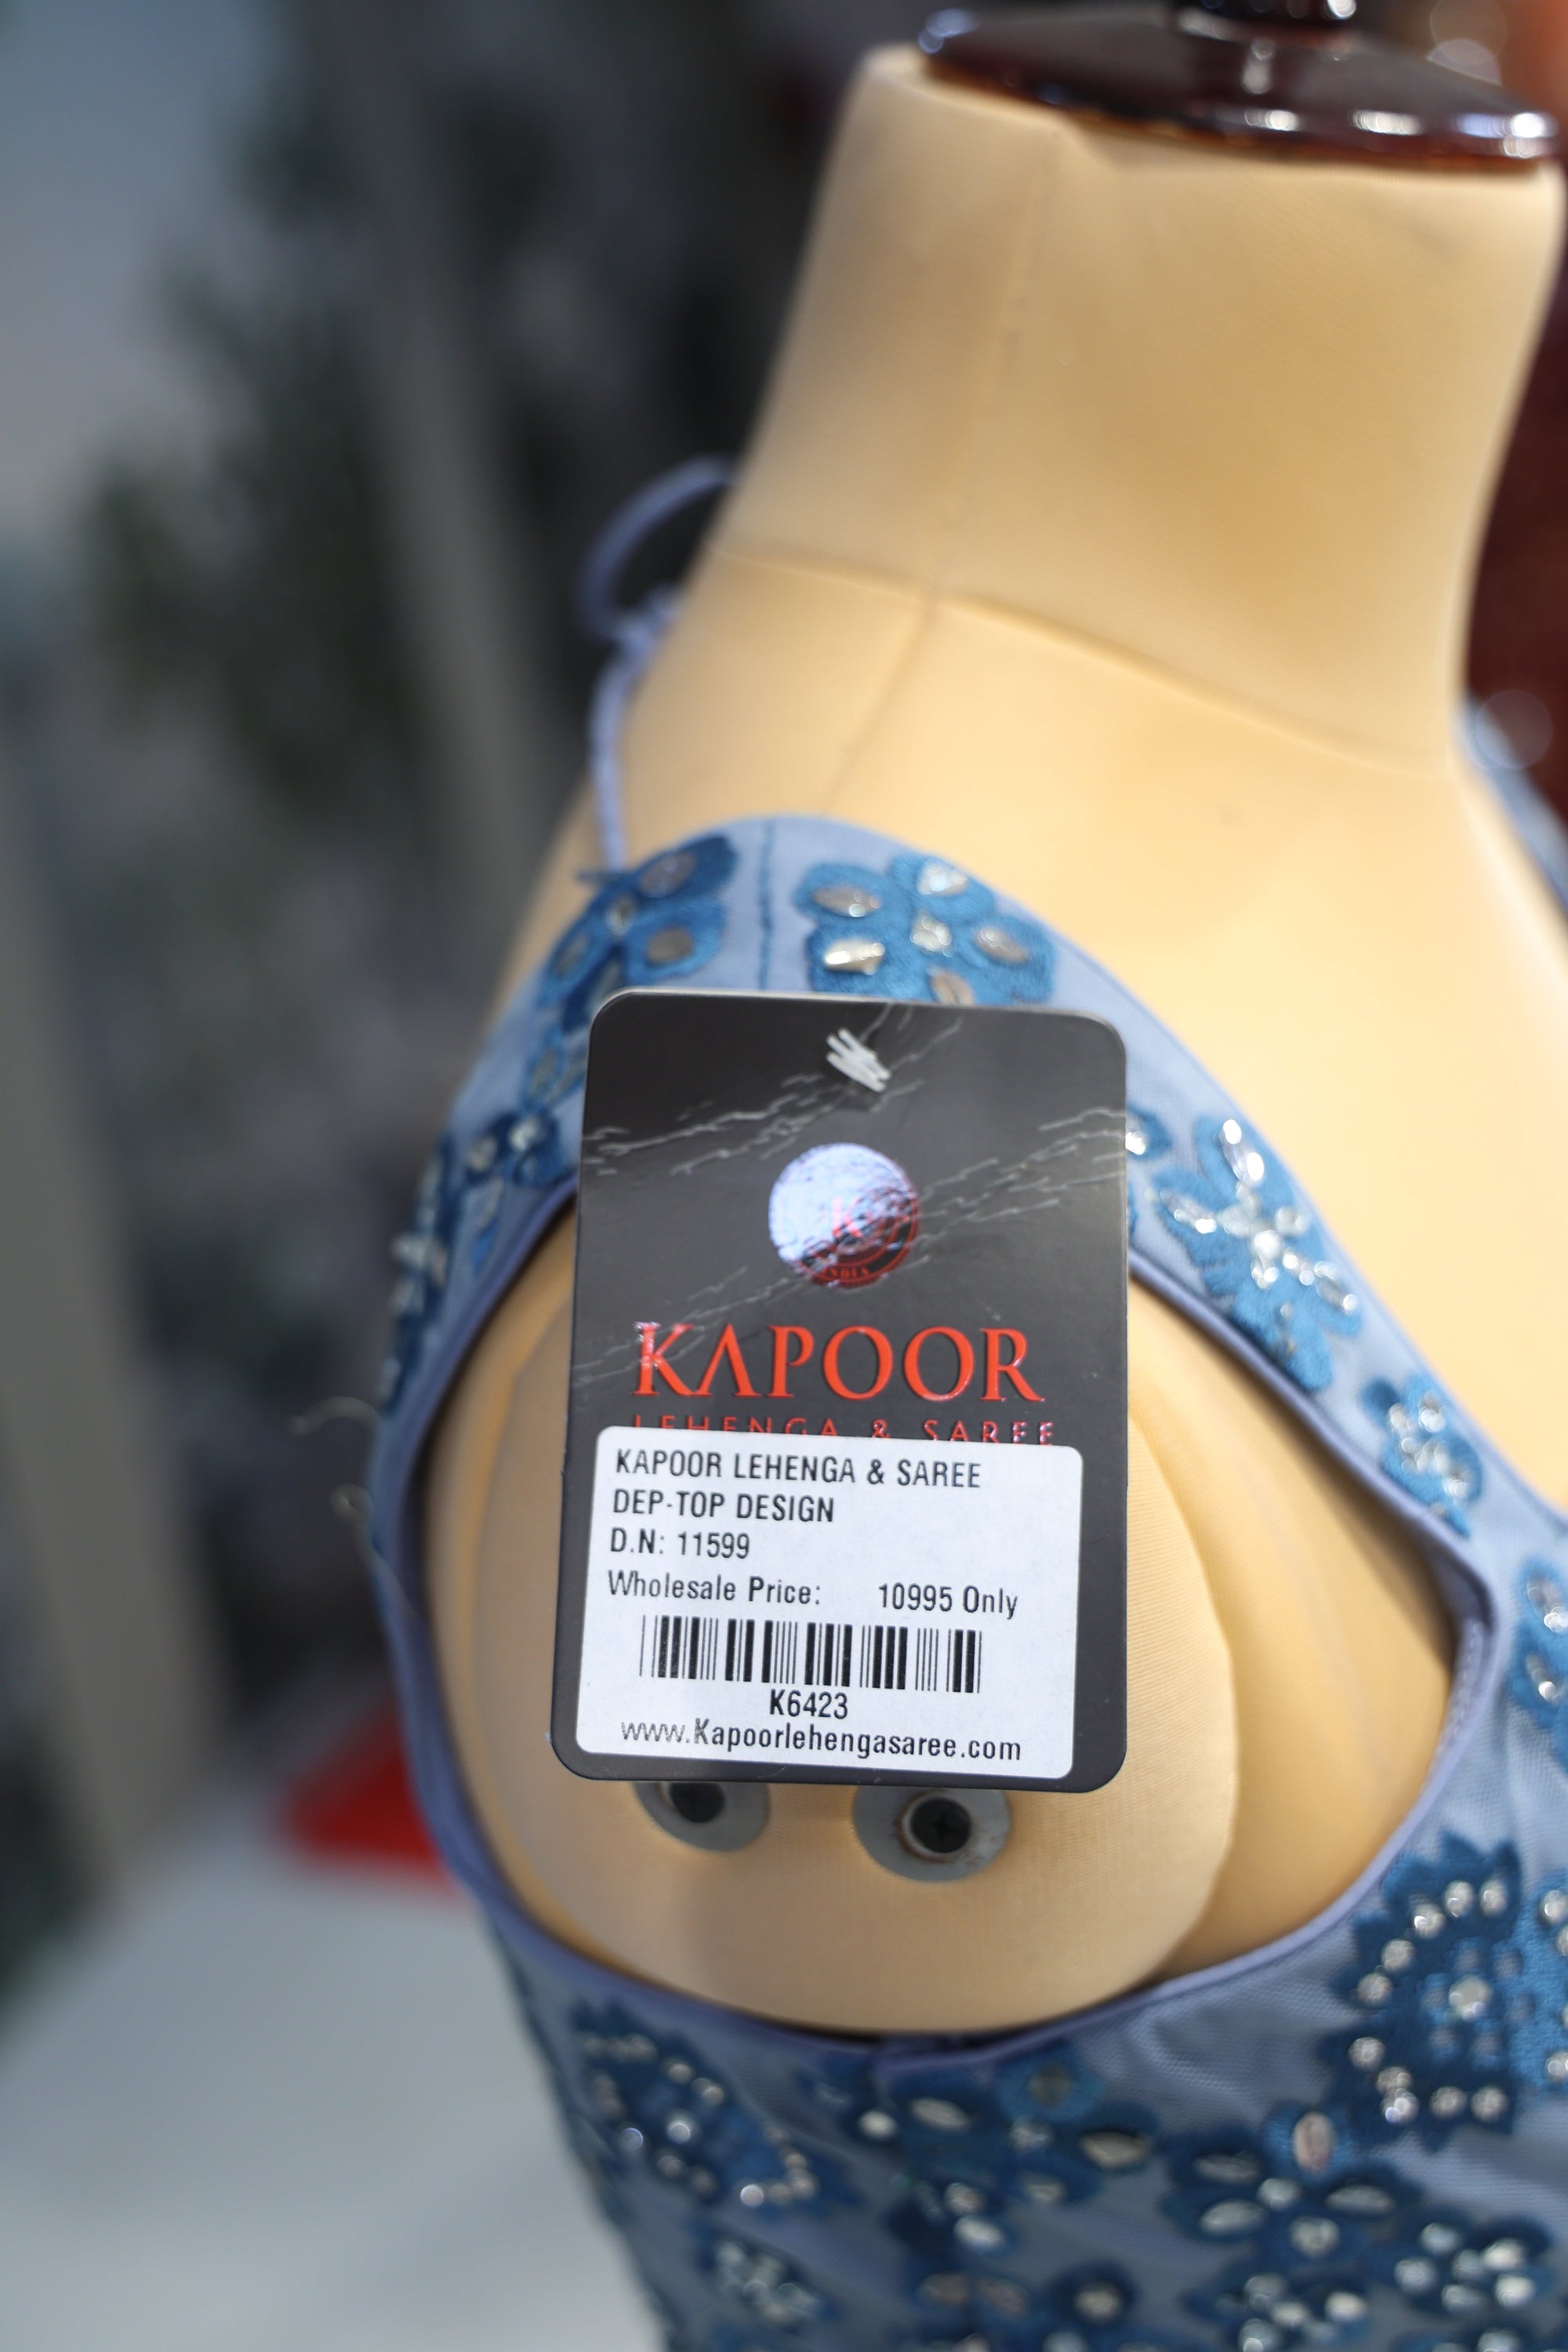 K
KAPOOR
LEHENGA & SAREE
KAPOOR LEHENGA & SAREE
DEP-TOP DESIGN
D.N: 11599
Wholesale Price: 10995 Only
K6423
www.Kapoorlehengasaree.com